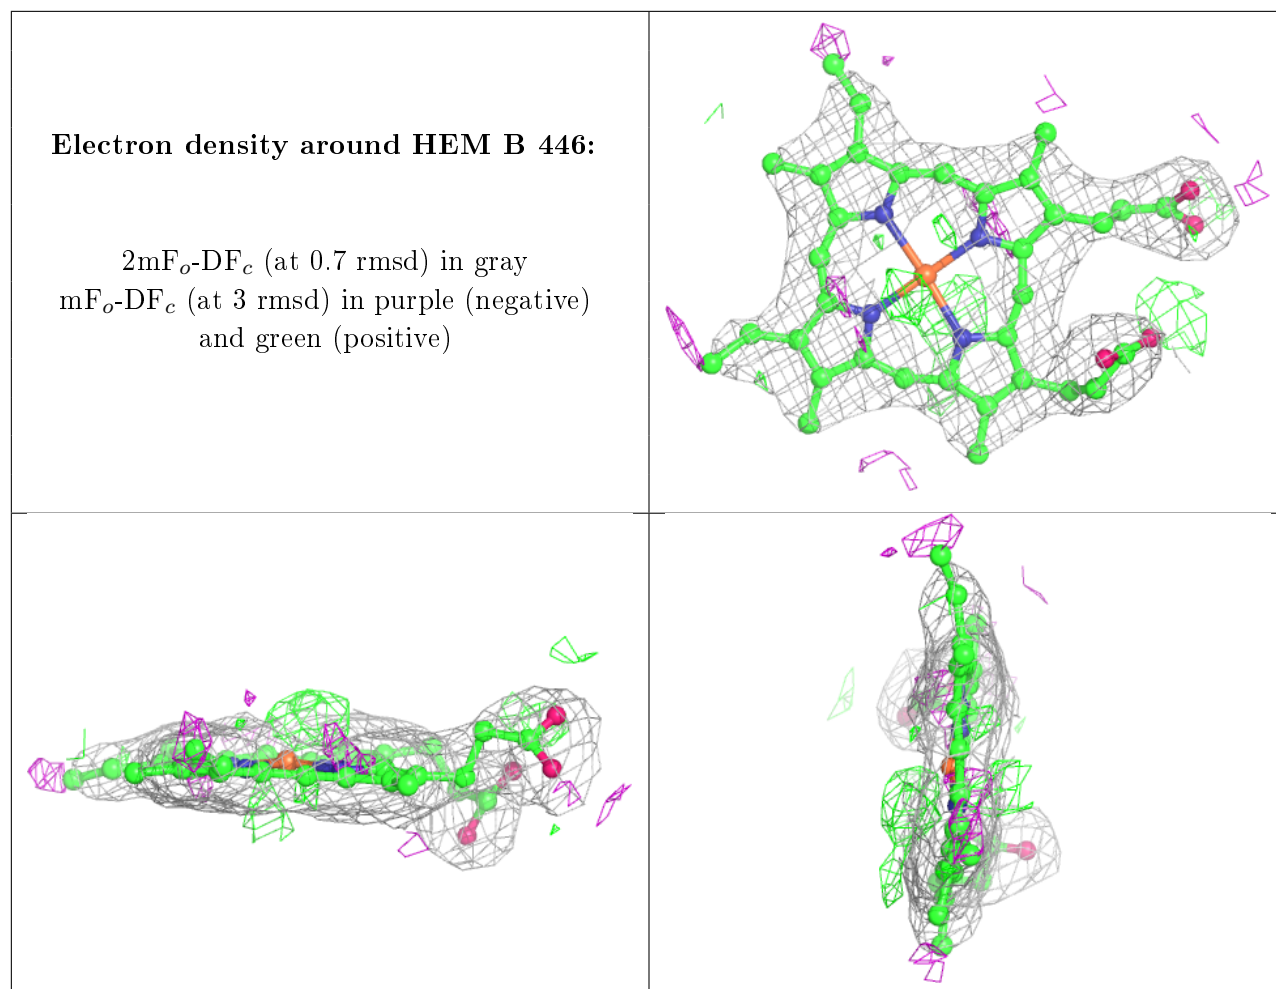 Electron density around HEM B 446:
2mFo-DFc (at 0.7 rmsd) in gray
mFo-DFc (at 3 rmsd) in purple (negative)
and green (positive)